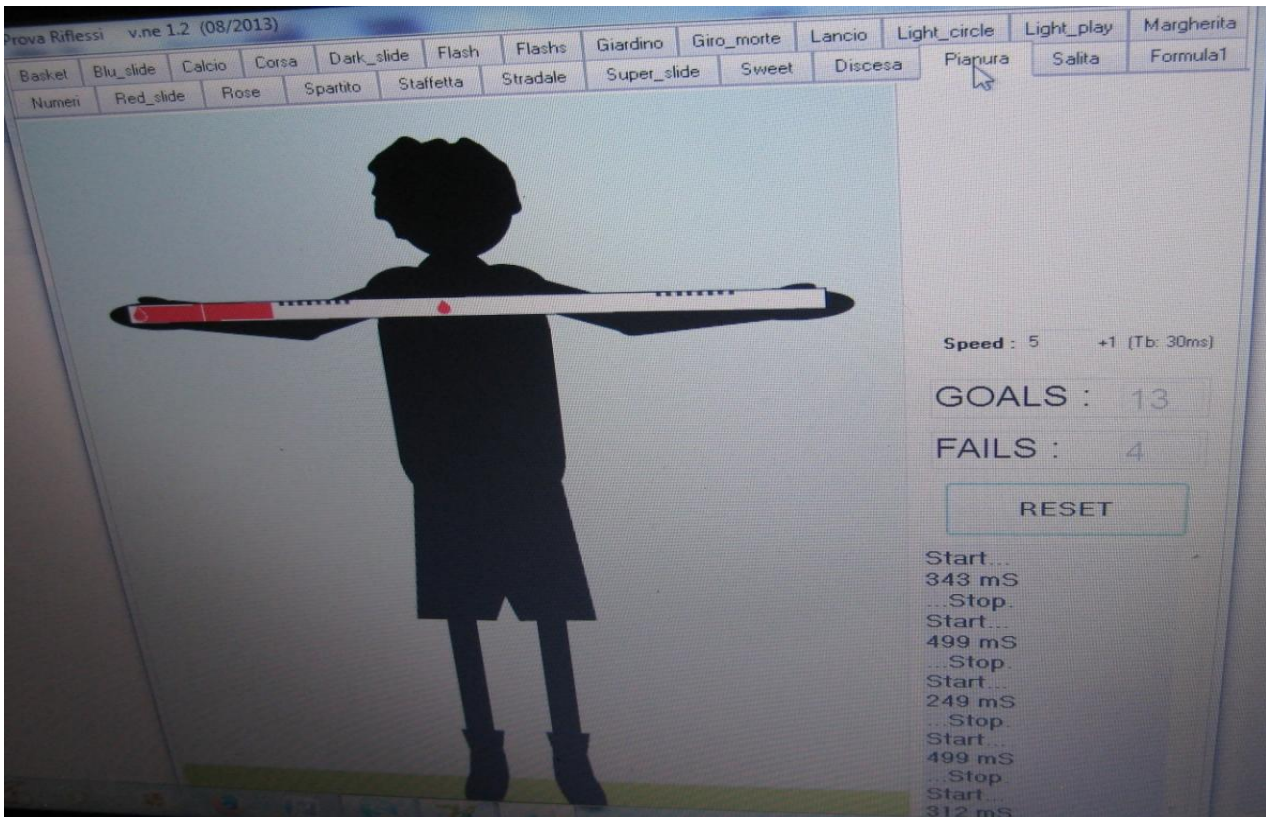 Prova Riflessi v.ne 1.2 (08/2013)
Basket Blu_slide Calcio Corsa Dark_slide Flash Flashs Giardino Giro_morte Lancio Light_circle Light_play Margherita
Numeri Red_slide Rose Spartito Staffetta Stradale Super_slide Sweet Discesa Pianura Salita Formula1
Speed : 5 +1 (Tb: 30ms)
GOALS : 13
FAILS : 4
RESET
Start...
343 mS
...Stop.
Start...
499 mS
...Stop.
Start...
249 mS
...Stop.
Start...
499 mS
...Stop
Start...
312 mS